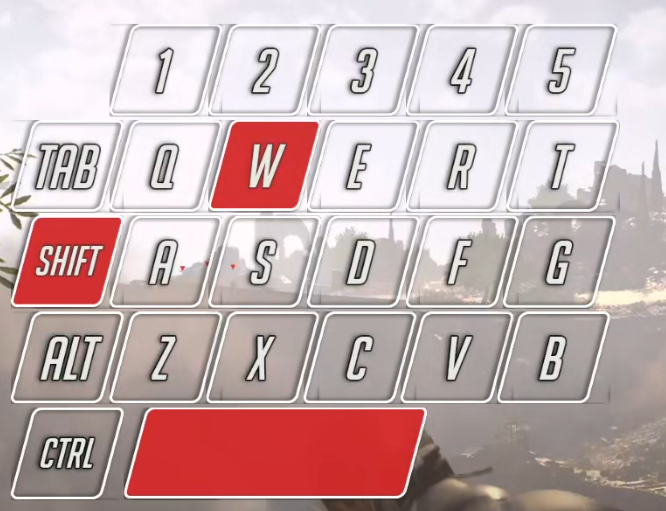 1 2 3 4 5
TAB Q W E R T
SHIFT A S D F G
ALT Z X C V B
CTRL